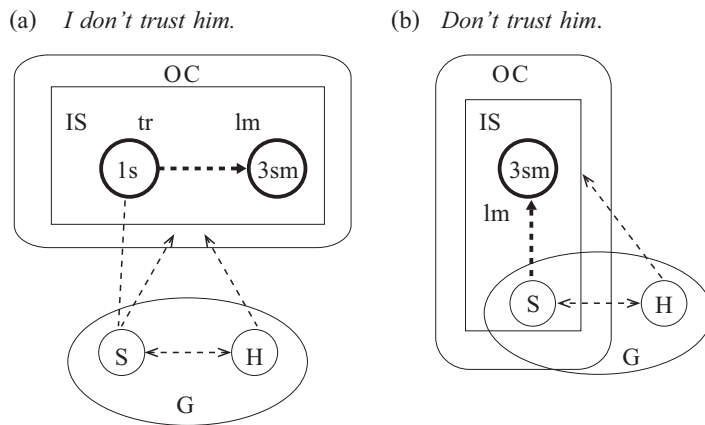 (a) I don't trust him.
(b) Don't trust him.
OC
OC
IS tr lm
IS
1s
3sm
3sm
lm
S
H
S
H
G
G